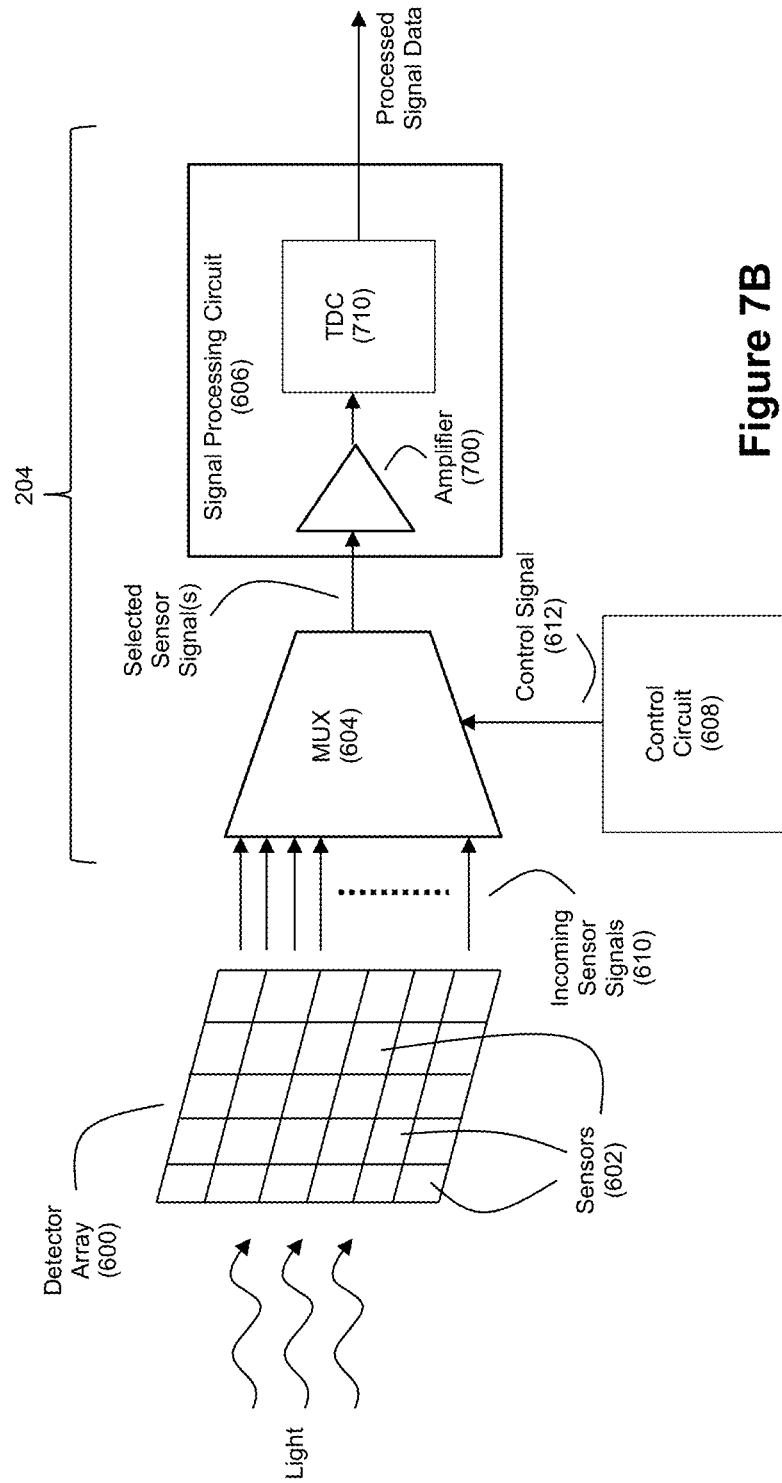 204
Detector
Array
(600)
Light
Sensors
(602)
Incoming
Sensor
Signals
(610)
MUX
(604)
Selected
Sensor
Signal(s)
Control Signal
(612)
Control
Circuit
(608)
Signal Processing Circuit
(606)
Amplifier
(700)
TDC
(710)
Processed
Signal Data
Figure 7B